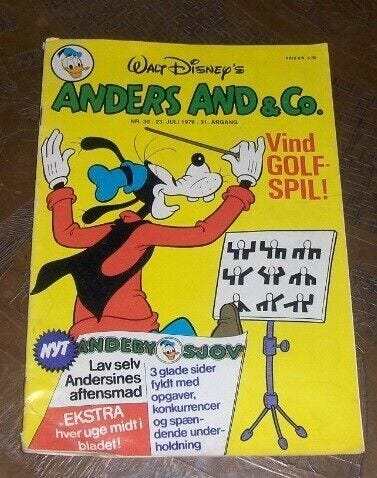 WALT DISNEY'S
ANDERS AND & CO.
NR. 30 . 23. JULI 1979 . 31. ÅRGANG
Vind
GOLF-
SPIL!
NYT
ANDEBY SJOV
Lav selv
Andersines
aftensmad
EKSTRA
hver uge midt i
bladet!
3 glade sider
fyldt med
opgaver,
konkurrencer
og spæn-
dende under-
holdning